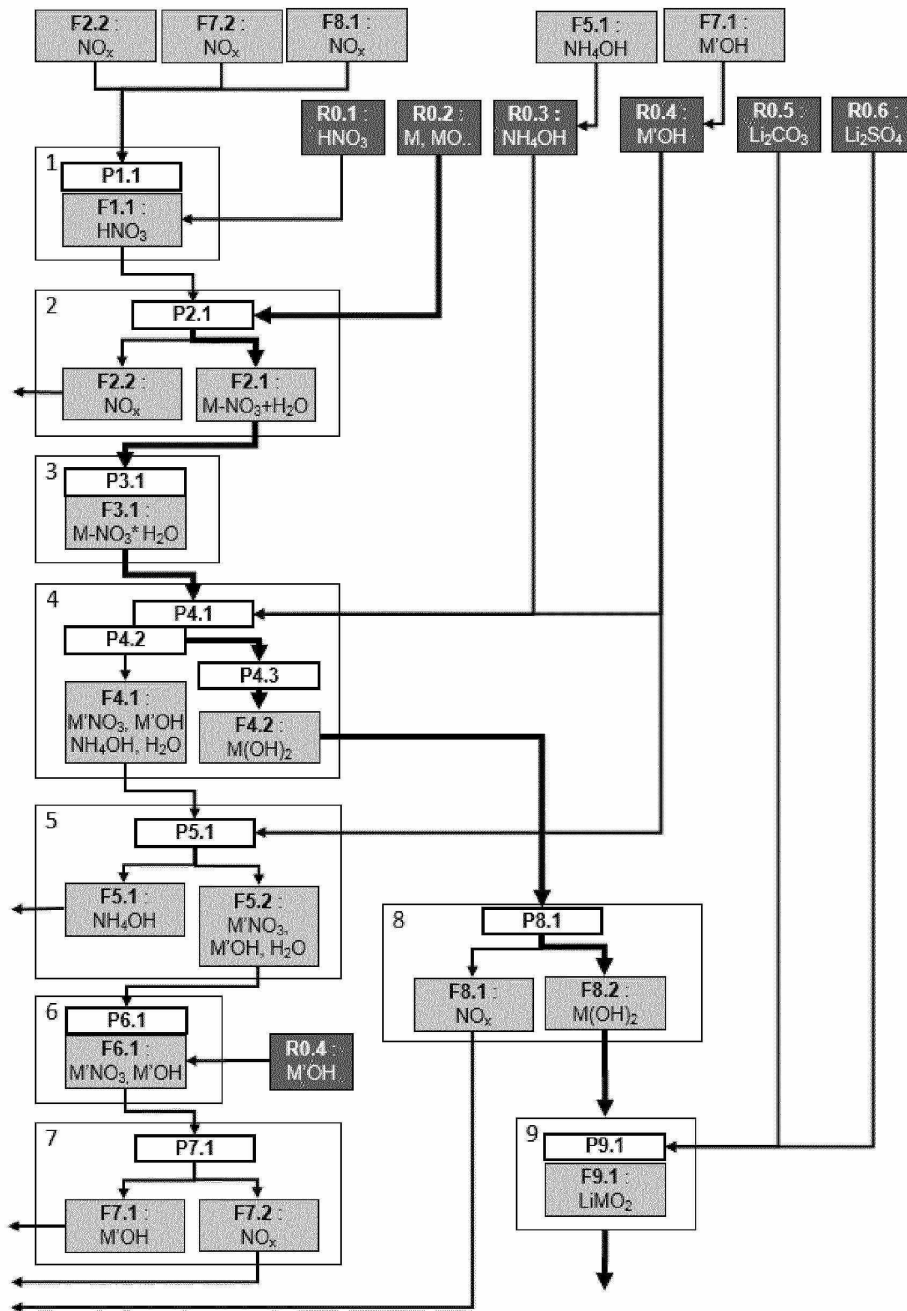 F2.2 :
NOₓ
F7.2 :
NOₓ
F8.1 :
NOₓ
F5.1 :
NH₄OH
F7.1 :
M'OH
R0.1 :
HNO₃
R0.2 :
M, MO..
R0.3 :
NH₄OH
R0.4 :
M'OH
R0.5 :
Li₂CO₃
R0.6 :
Li₂SO₄
1
P1.1
F1.1 :
HNO₃
2
P2.1
F2.2 :
NOₓ
F2.1 :
M-NO₃+H₂O
3
P3.1
F3.1 :
M-NO₃* H₂O
4
P4.1
P4.2
P4.3
F4.1 :
M'NO₃, M'OH
NH₄OH, H₂O
F4.2 :
M(OH)₂
5
P5.1
F5.1 :
NH₄OH
F5.2 :
M'NO₃,
M'OH, H₂O
8
P8.1
F8.1 :
NOₓ
F8.2 :
M(OH)₂
6
P6.1
F6.1 :
M'NO₃, M'OH
R0.4 :
M'OH
7
P7.1
F7.1 :
M'OH
F7.2 :
NOₓ
9
P9.1
F9.1 :
LiMO₂